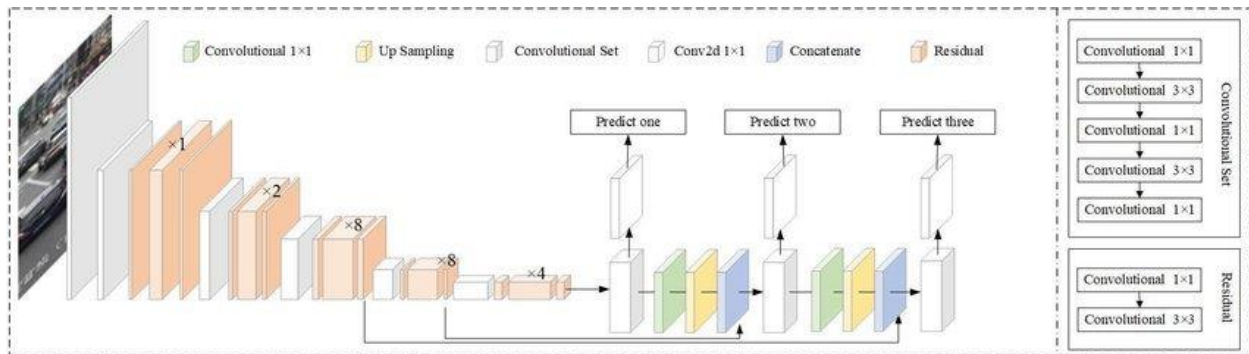 Convolutional 1×1
Up Sampling
Convolutional Set
Conv2d 1×1
Concatenate
Residual
×1
×2
×8
×8
×4
Predict one
Predict two
Predict three
Convolutional 1×1
Convolutional 3×3
Convolutional 1×1
Convolutional 3×3
Convolutional 1×1
Convolutional Set
Convolutional 1×1
Convolutional 3×3
Residual